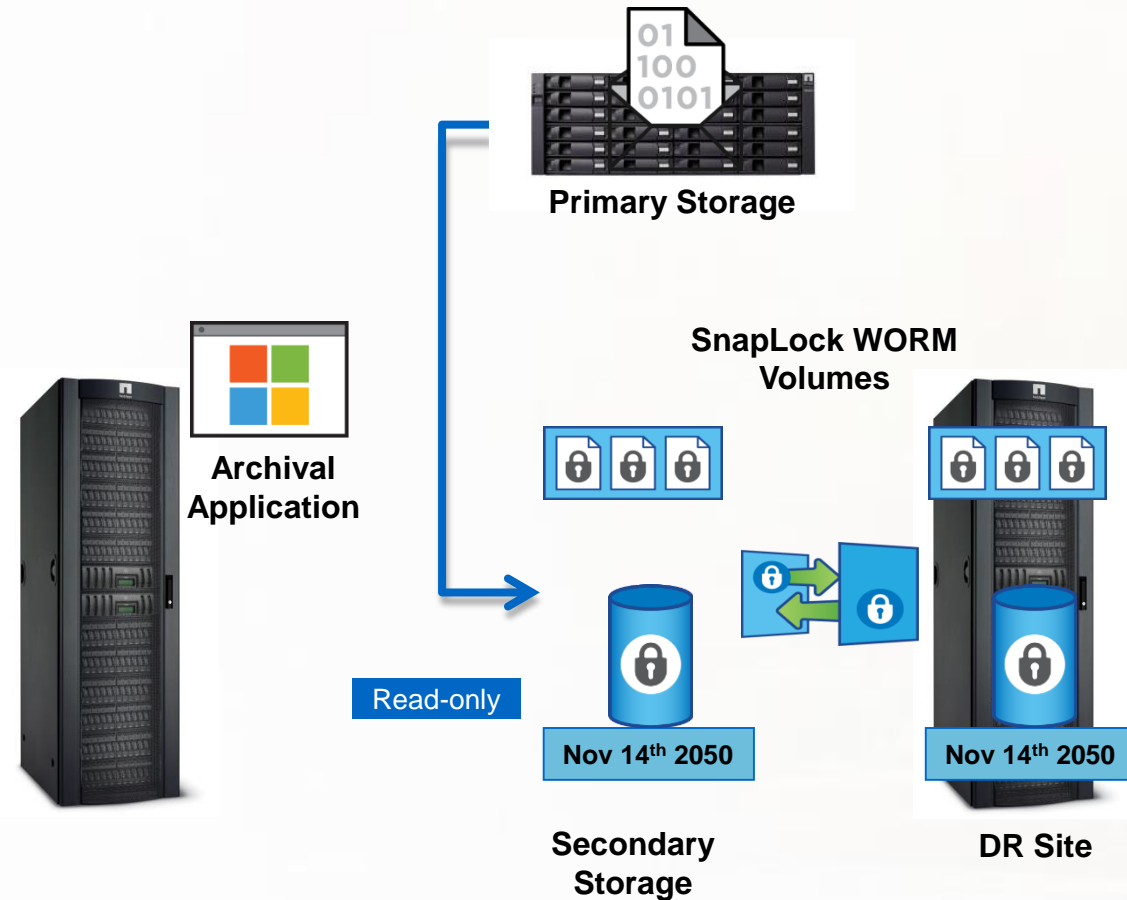 01
100
0101
Primary Storage
SnapLock WORM
Volumes
Archival
Application
Read-only
Nov 14th 2050
Nov 14th 2050
Secondary
Storage
DR Site